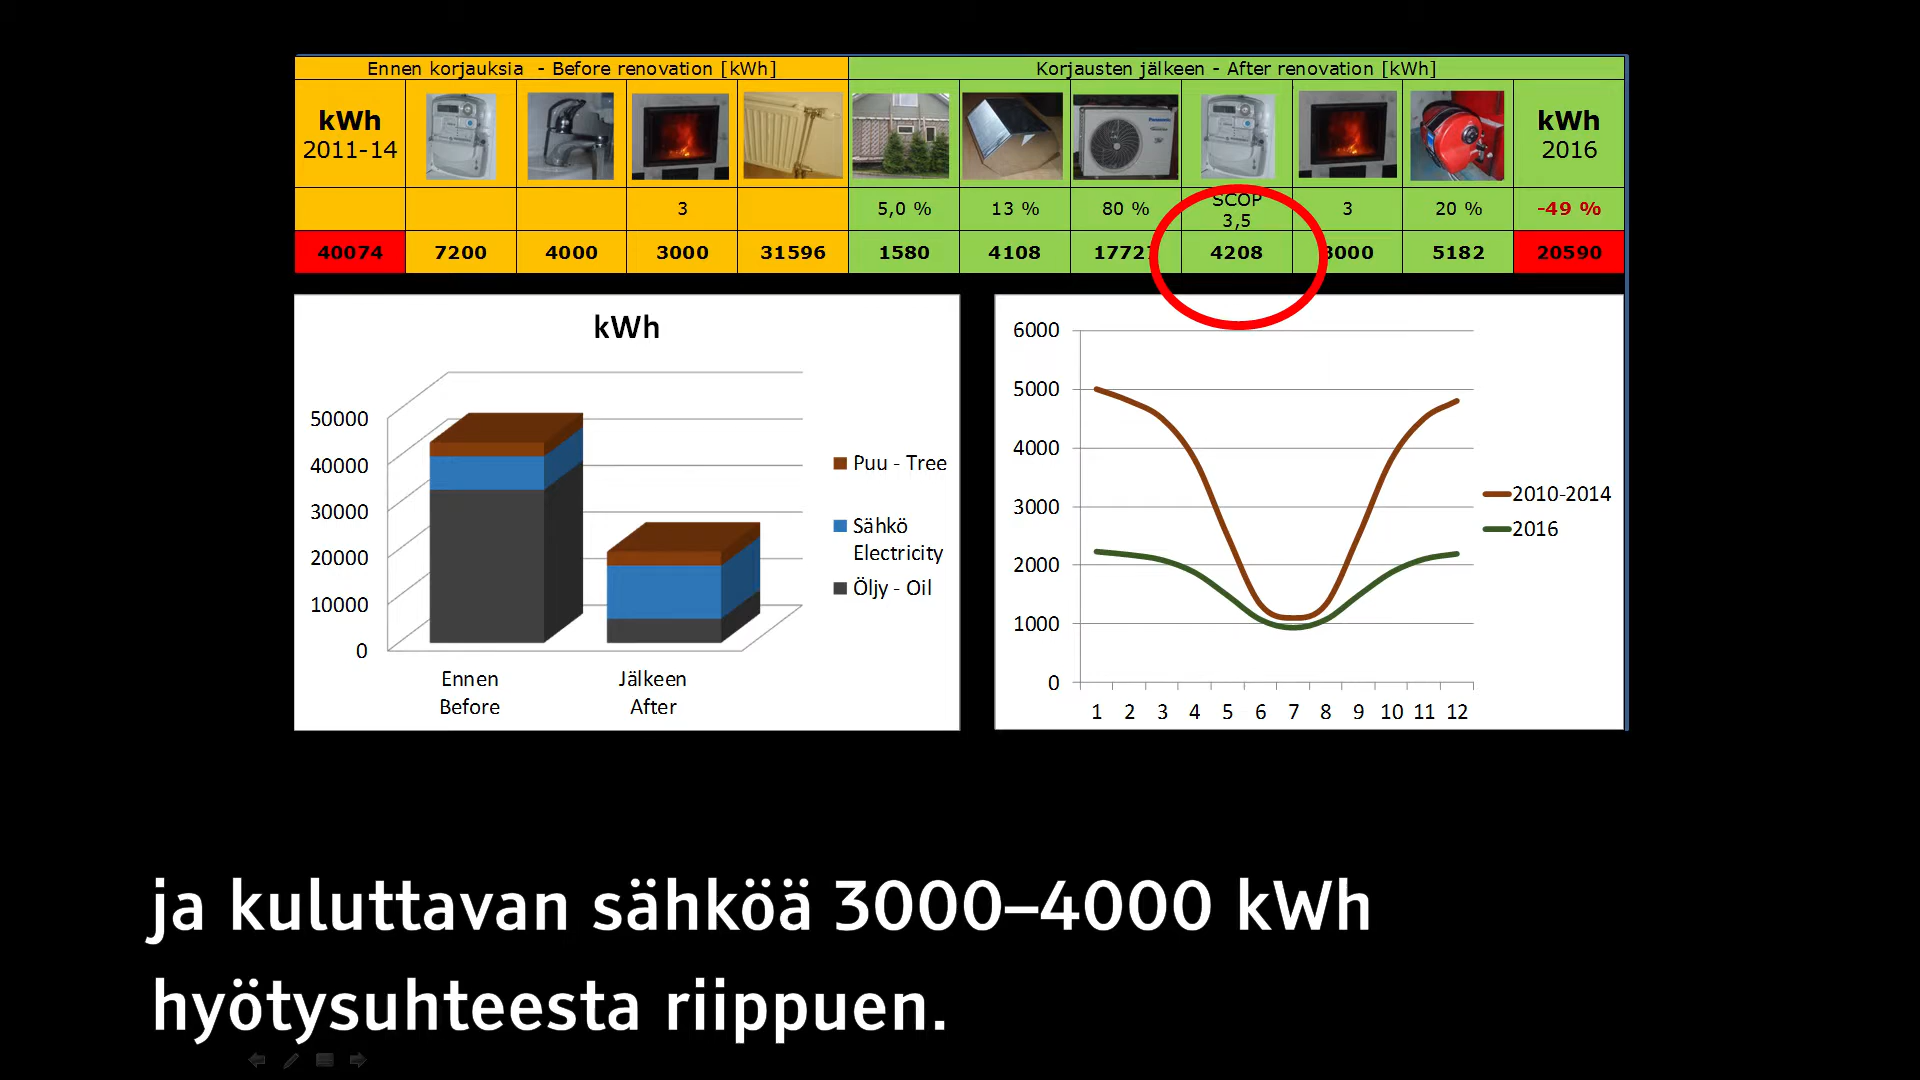 Ennen korjauksia - Before renovation [kWh]
Korjausten jälkeen - After renovation [kWh]
kWh
2011-14
kWh
2016
3
5,0 %
13 %
80 %
SCOP
3,5
3
20 %
-49 %
40074
7200
4000
3000
31596
1580
4108
1772
4208
3000
5182
20590
kWh
50000
40000
30000
20000
10000
0
Ennen
Before
Jälkeen
After
Puu - Tree
Sähkö
Electricity
Öljy - Oil
6000
5000
4000
3000
2000
1000
0
1 2 3 4 5 6 7 8 9 10 11 12
2010-2014
2016
ja kuluttavan sähköä 3000–4000 kWh
hyötysuhteesta riippuen.